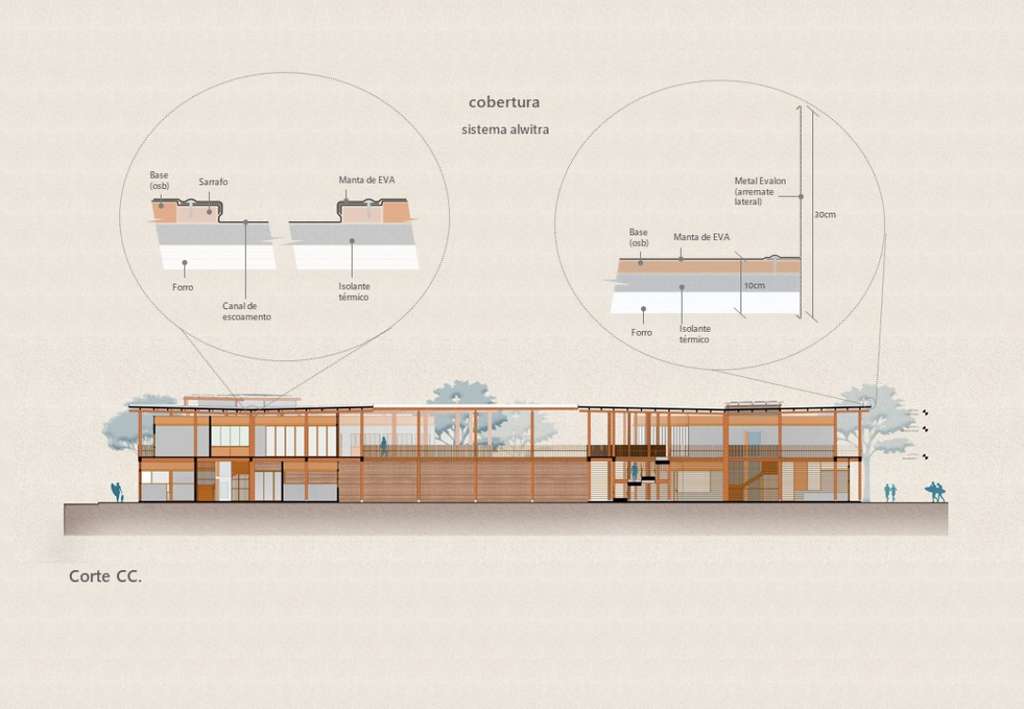 cobertura
sistema alwitra
Base
(osb)
Sarrafo
Manta de EVA
Forro
Canal de
escoamento
Isolante
térmico
Metal Evalon
(arremate
lateral)
30cm
Base
(osb)
Manta de EVA
10cm
Forro
Isolante
térmico
Corte CC.